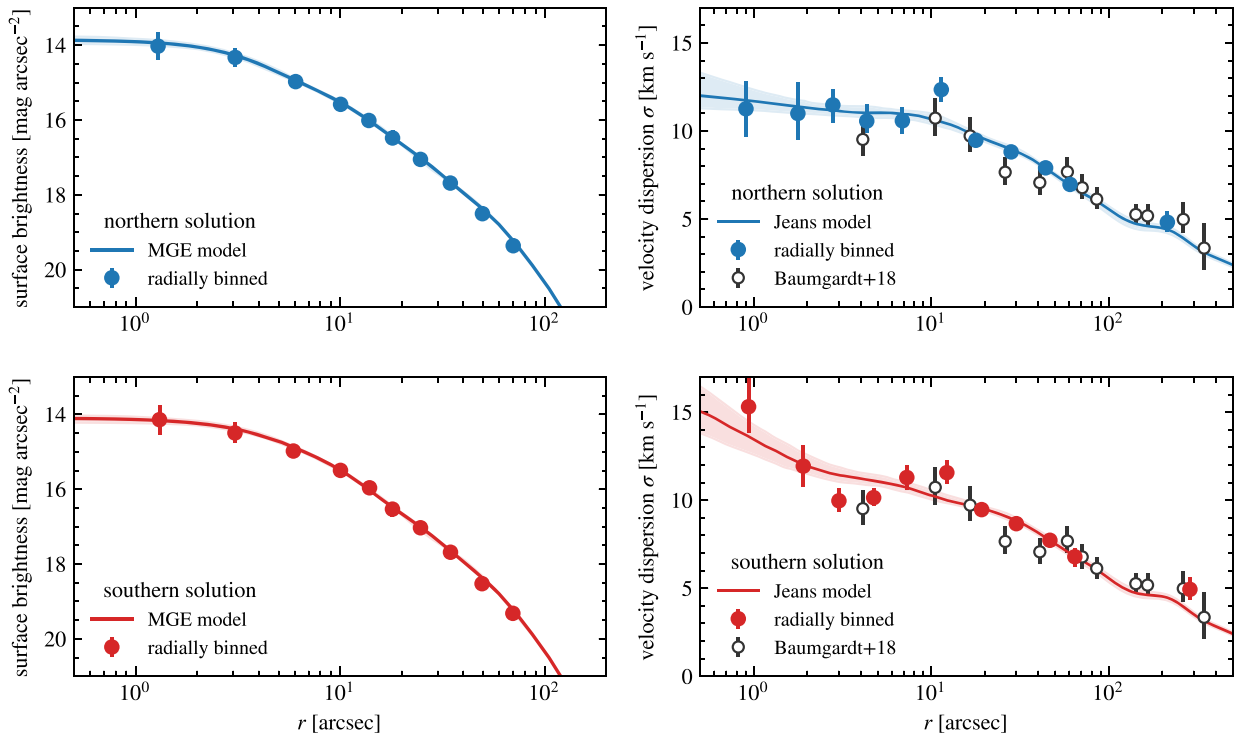 surface brightness [mag arcsec⁻²]
14
16
18
20
northern solution
MGE model
radially binned
10⁰
10¹
10²
velocity dispersion σ [km s⁻¹]
15
10
5
0
northern solution
Jeans model
radially binned
Baumgardt+18
10⁰
10¹
10²
surface brightness [mag arcsec⁻²]
14
16
18
20
southern solution
MGE model
radially binned
10⁰
10¹
10²
r [arcsec]
velocity dispersion σ [km s⁻¹]
15
10
5
0
southern solution
Jeans model
radially binned
Baumgardt+18
10⁰
10¹
10²
r [arcsec]